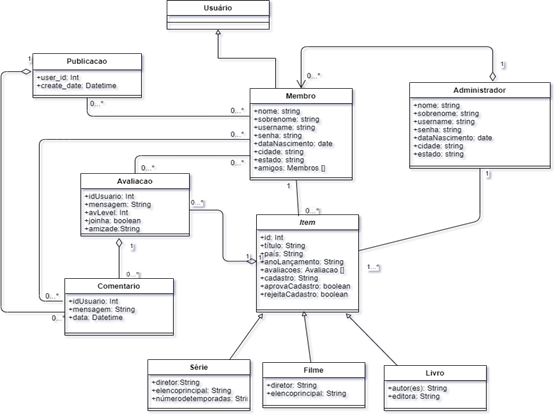 Usuário
Publicacao
+user_id: Int
+create_date: Datetime
1
0...*
0...*
1
Membro
+nome: string
+sobrenome: string
+username: string
+senha: string
+dataNascimento: date
+cidade: string
+estado: string
+amigos: Membros []
Administrador
+nome: string
+sobrenome: string
+username: string
+senha: string
+dataNascimento: date
+cidade: string
+estado: string
0...*
0...*
0...*
1
1
0...*
Avaliacao
+idUsuario: Int
+mensagem: String
+avLevel: Int
+joinha: boolean
+amizade:String
0...*
1
0...*
Item
+id: Int
+título: String
+país: String
+anoLançamento: String
+avaliacoes: Avaliacao []
+cadastro: String
+aprovaCadastro: boolean
+rejeitaCadastro: boolean
1
1...*
Comentario
+idUsuario: Int
+mensagem: String
+data: Datetime
0...*
0...*
Série
+diretor:String
+elencoprincipal: String
+númerodetemporadas: Stri
Filme
+diretor: String
+elencoprincipal: String
Livro
+autor(es): String
+editora: String